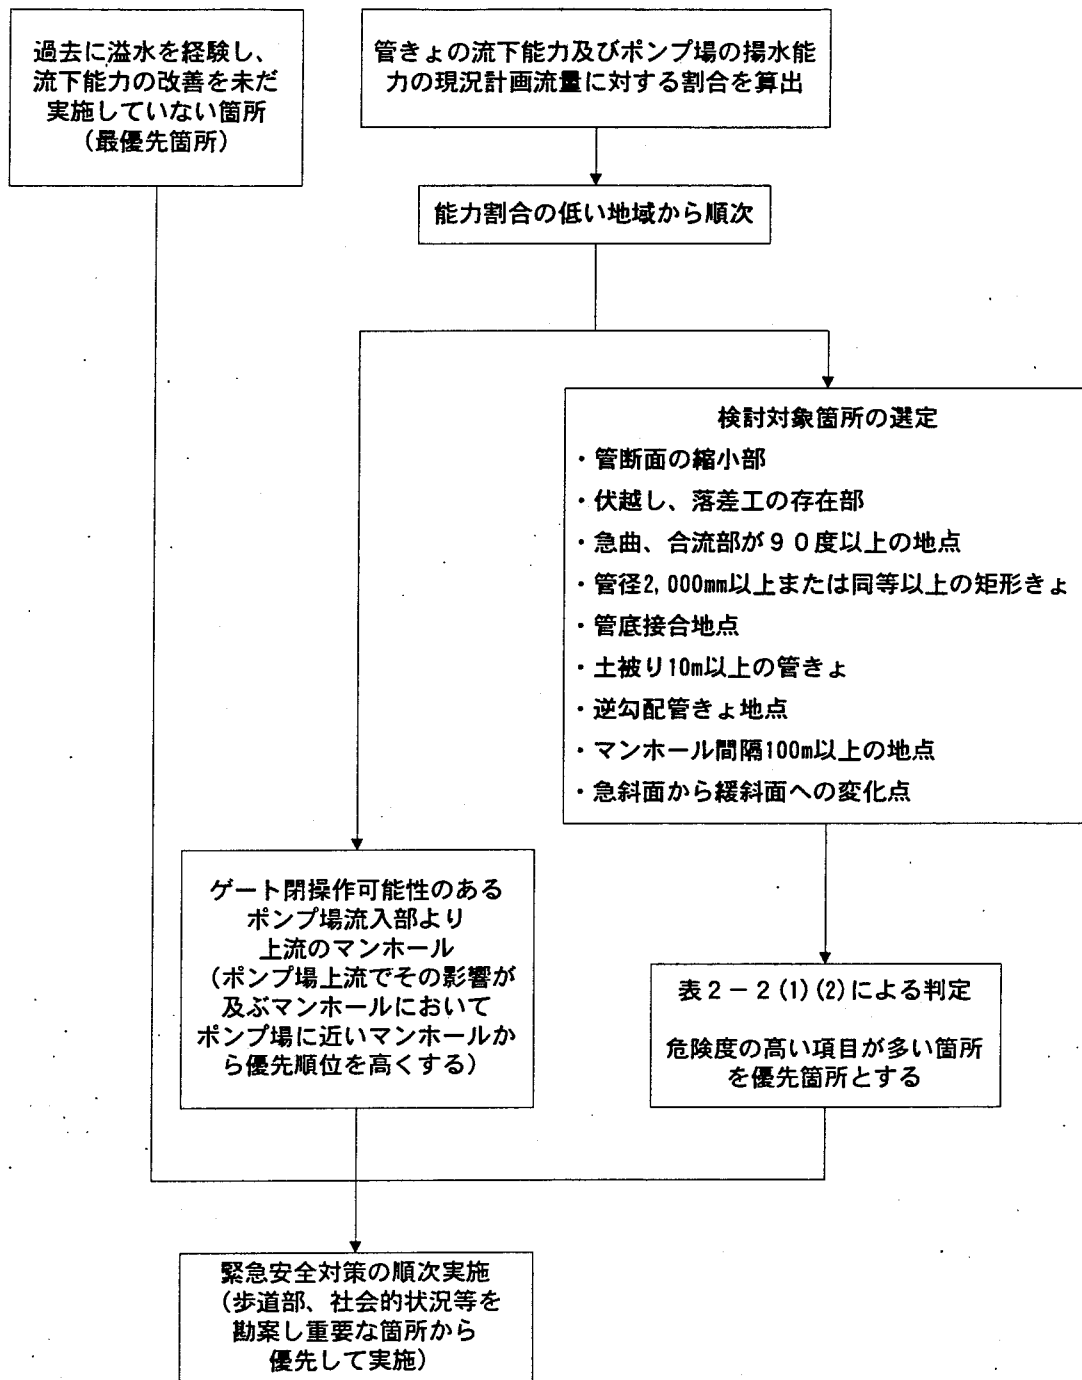 過去に溢水を経験し、
流下能力の改善を未だ
実施していない箇所
(最優先箇所)
管きょの流下能力及びポンプ場の揚水能
力の現況計画流量に対する割合を算出
能力割合の低い地域から順次
検討対象箇所の選定
・管断面の縮小部
・伏越し、落差工の存在部
・急曲、合流部が90度以上の地点
・管径2,000mm以上または同等以上の矩形きょ
・管底接合地点
・土被り10m以上の管きょ
・逆勾配管きょ地点
・マンホール間隔100m以上の地点
・急斜面から緩斜面への変化点
ゲート閉操作可能性のある
ポンプ場流入部より
上流のマンホール
(ポンプ場上流でその影響が
及ぶマンホールにおいて
ポンプ場に近いマンホールか
ら優先順位を高くする)
表2-2(1)(2)による判定
危険度の高い項目が多い箇所
を優先箇所とする
緊急安全対策の順次実施
(歩道部、社会的状況等を
勘案し重要な箇所から
優先して実施)